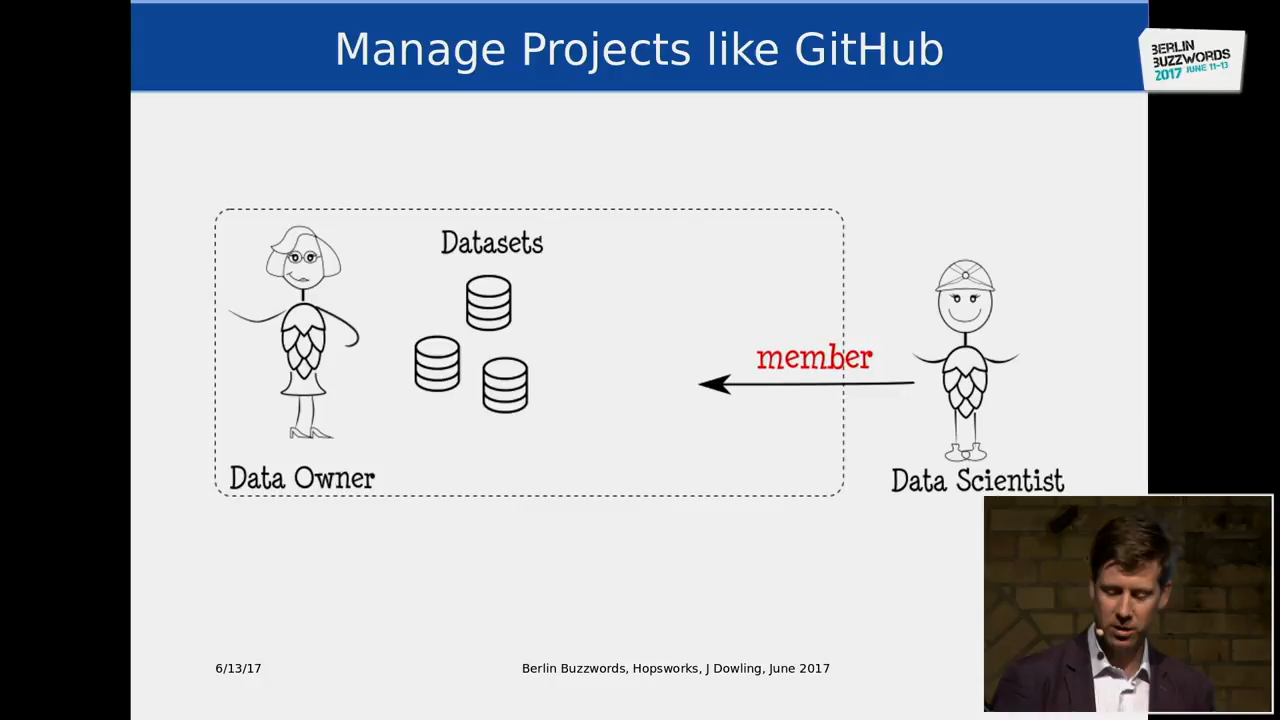 Manage Projects like GitHub
BERLIN
BUZZWORDS
2017 JUNE 11-13
Datasets
member
Data Owner
Data Scientist
6/13/17
Berlin Buzzwords, Hopsworks, J Dowling, June 2017